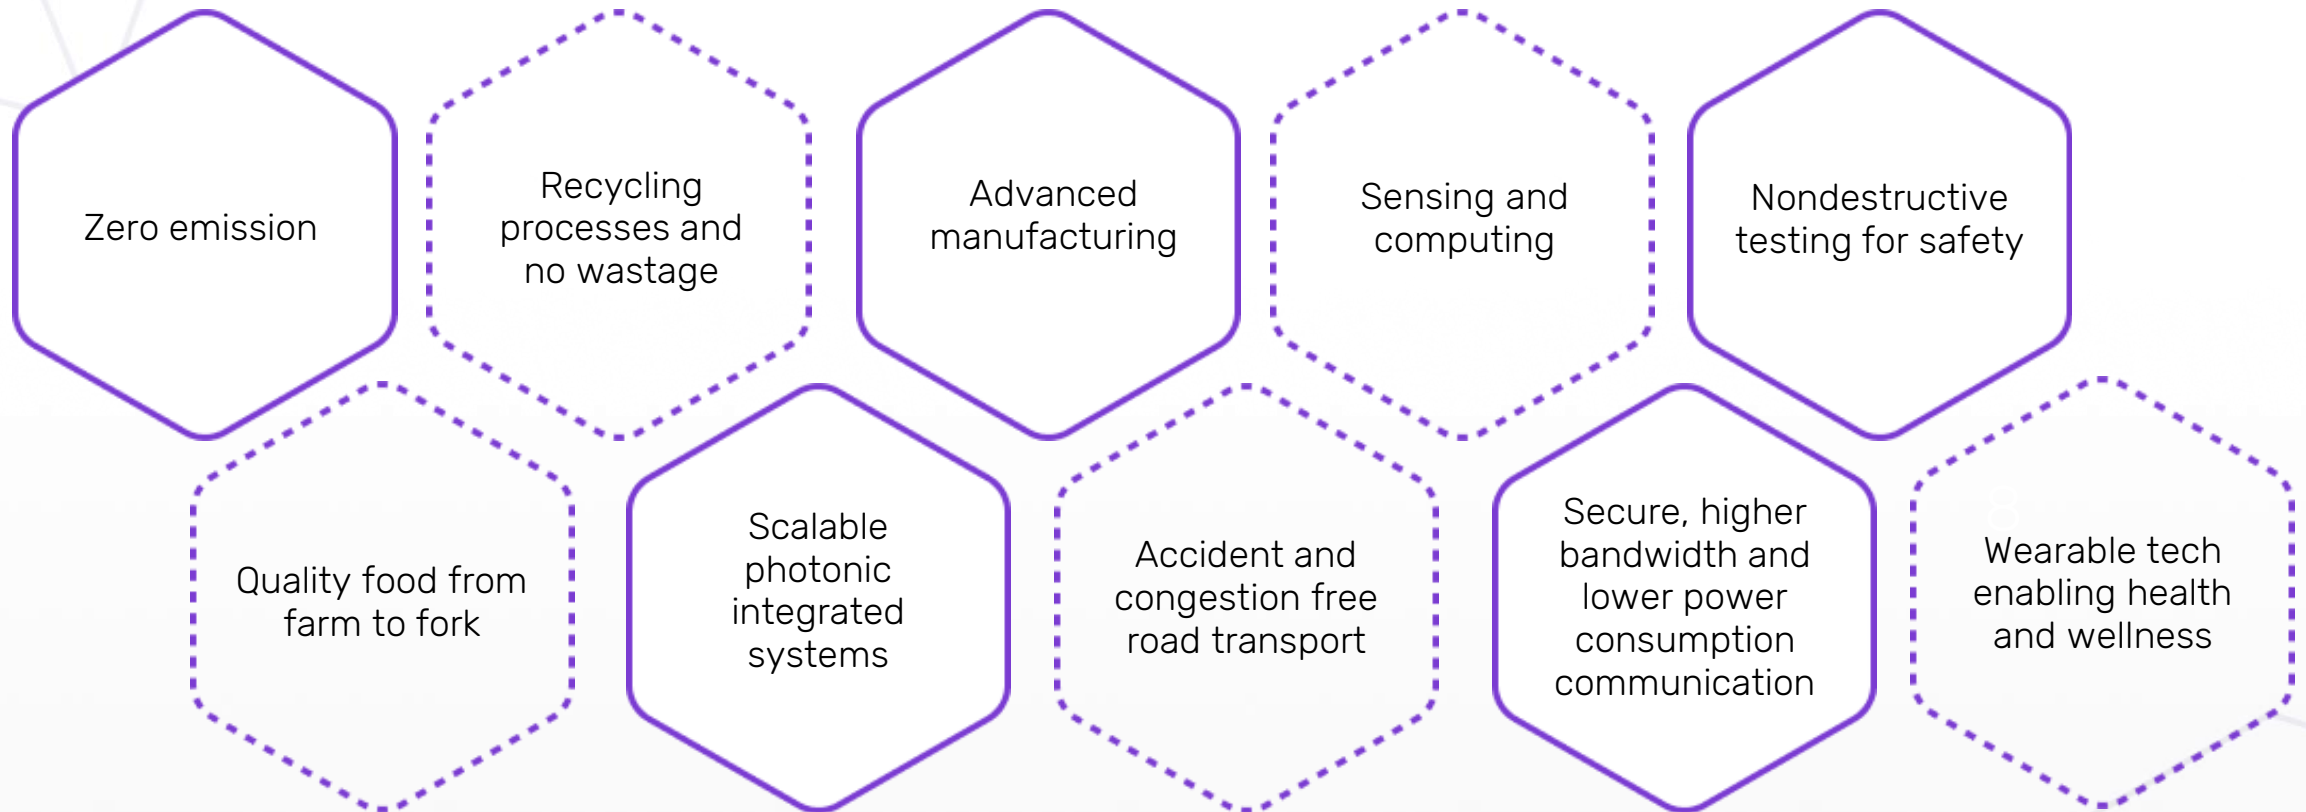 Zero emission
Recycling
processes and
no wastage
Advanced
manufacturing
Sensing and
computing
Nondestructive
testing for safety
Quality food from
farm to fork
Scalable
photonic
integrated
systems
Accident and
congestion free
road transport
Secure, higher
bandwidth and
lower power
consumption
communication
8
Wearable tech
enabling health
and wellness